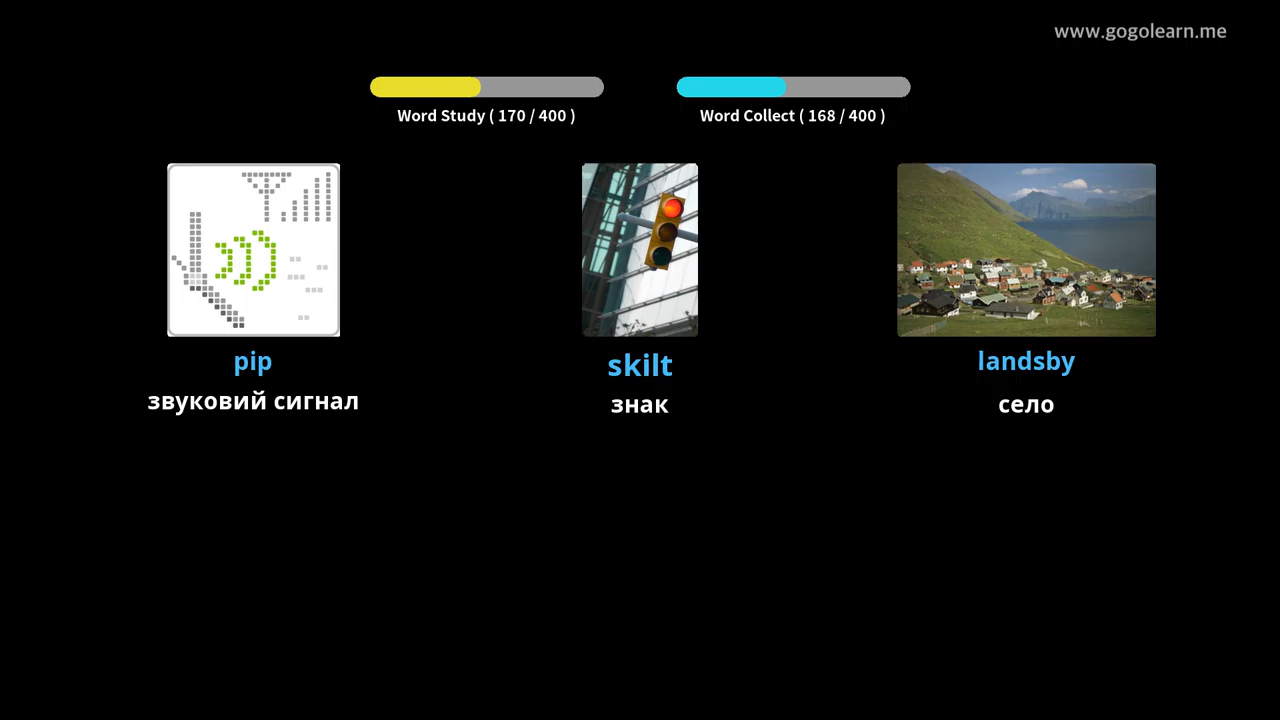 www.gogolearn.me
Word Study ( 170 / 400 )
Word Collect ( 168 / 400 )
pip
звуковий сигнал
skilt
знак
landsby
село